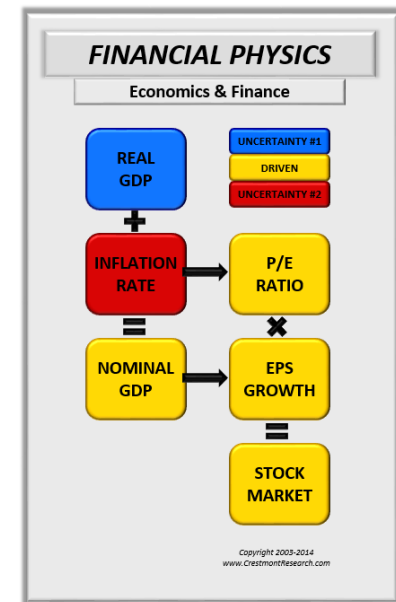 FINANCIAL PHYSICS
Economics & Finance
REAL
GDP
UNCERTAINTY #1
DRIVEN
UNCERTAINTY #2
+
INFLATION
RATE
P/E
RATIO
=
×
NOMINAL
GDP
EPS
GROWTH
=
STOCK
MARKET
Copyright 2003-2014
www.CrestmontResearch.com